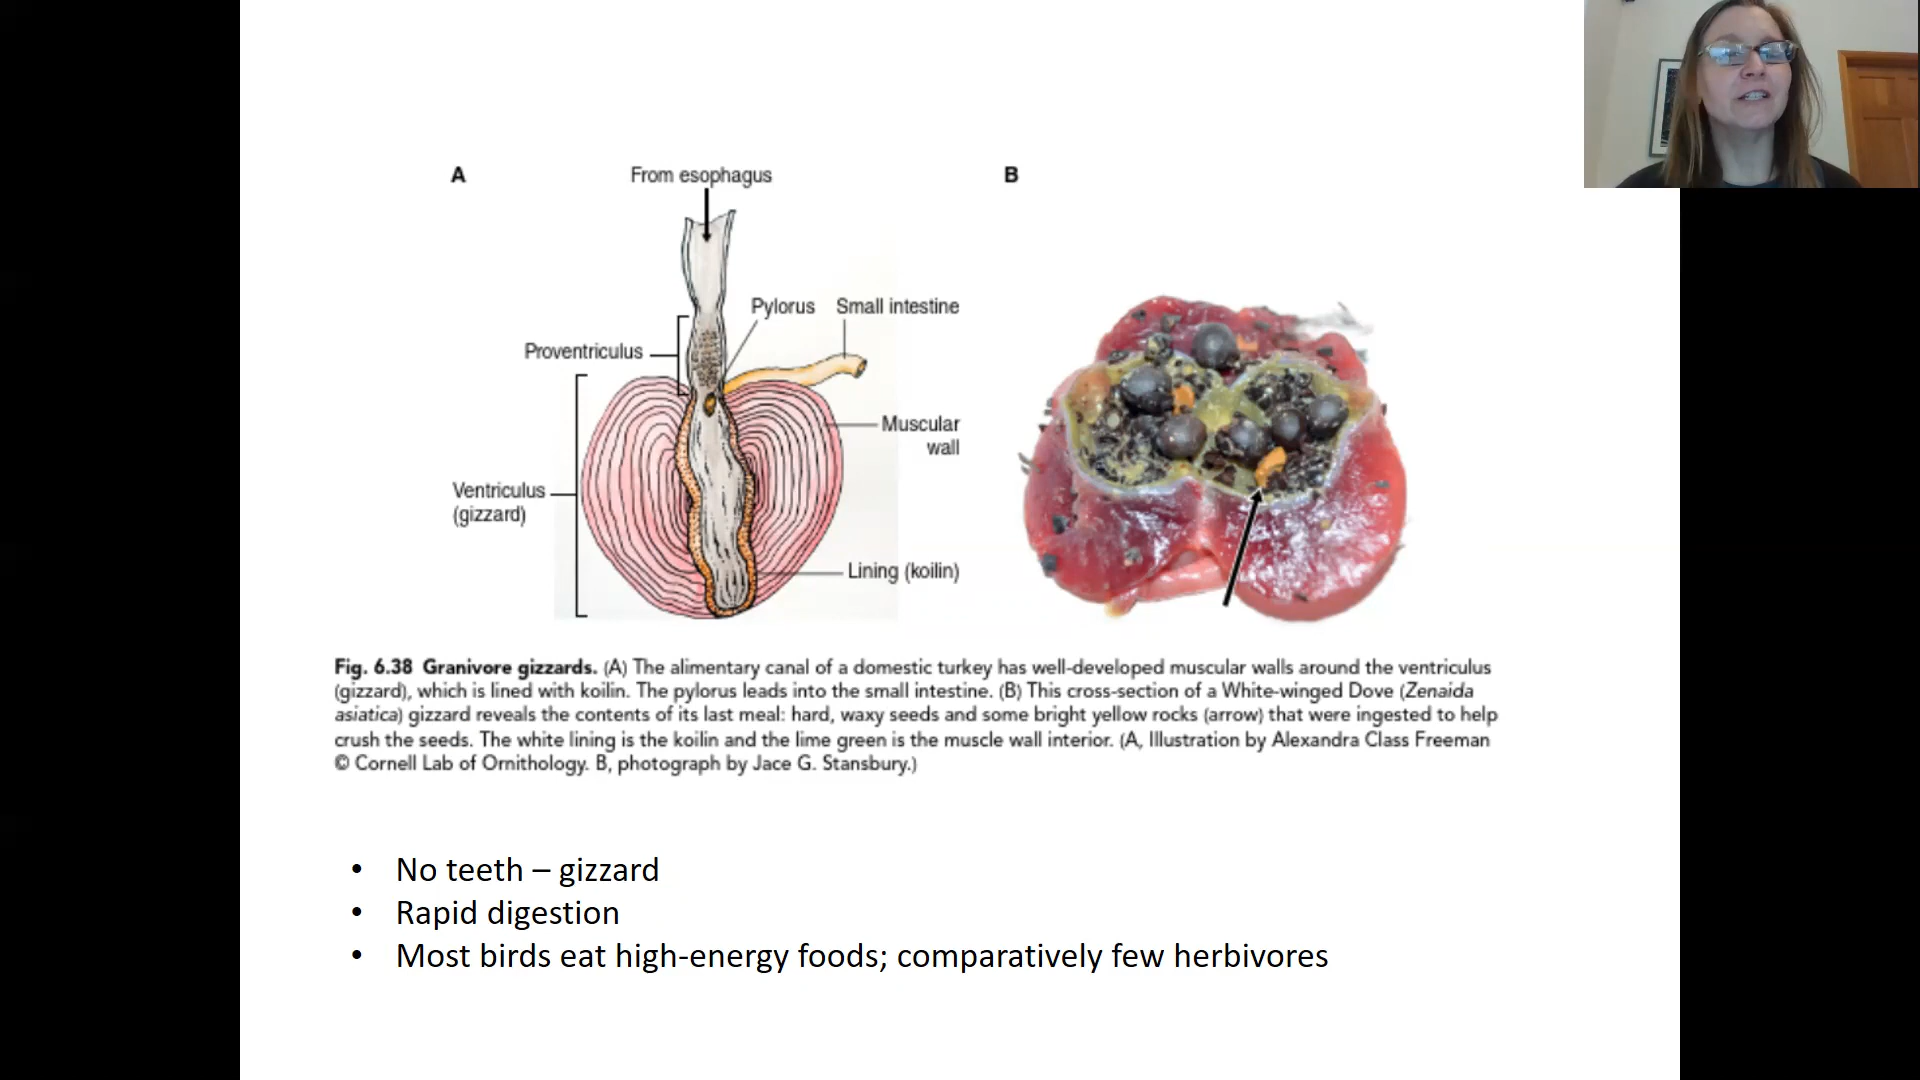 A
From esophagus
B
Pylorus
Small intestine
Proventriculus
Muscular
wall
Ventriculus
(gizzard)
Lining (koilin)
Fig. 6.38 Granivore gizzards. (A) The alimentary canal of a domestic turkey has well-developed muscular walls around the ventriculus
(gizzard), which is lined with koilin. The pylorus leads into the small intestine. (B) This cross-section of a White-winged Dove (Zenaida
asiatica) gizzard reveals the contents of its last meal: hard, waxy seeds and some bright yellow rocks (arrow) that were ingested to help
crush the seeds. The white lining is the koilin and the lime green is the muscle wall interior. (A, Illustration by Alexandra Class Freeman
© Cornell Lab of Ornithology. B, photograph by Jace G. Stansbury.)
• No teeth – gizzard
• Rapid digestion
• Most birds eat high-energy foods; comparatively few herbivores